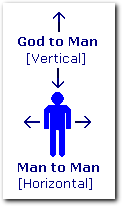 God to Man
[Vertical]
Man to Man
[Horizontal]